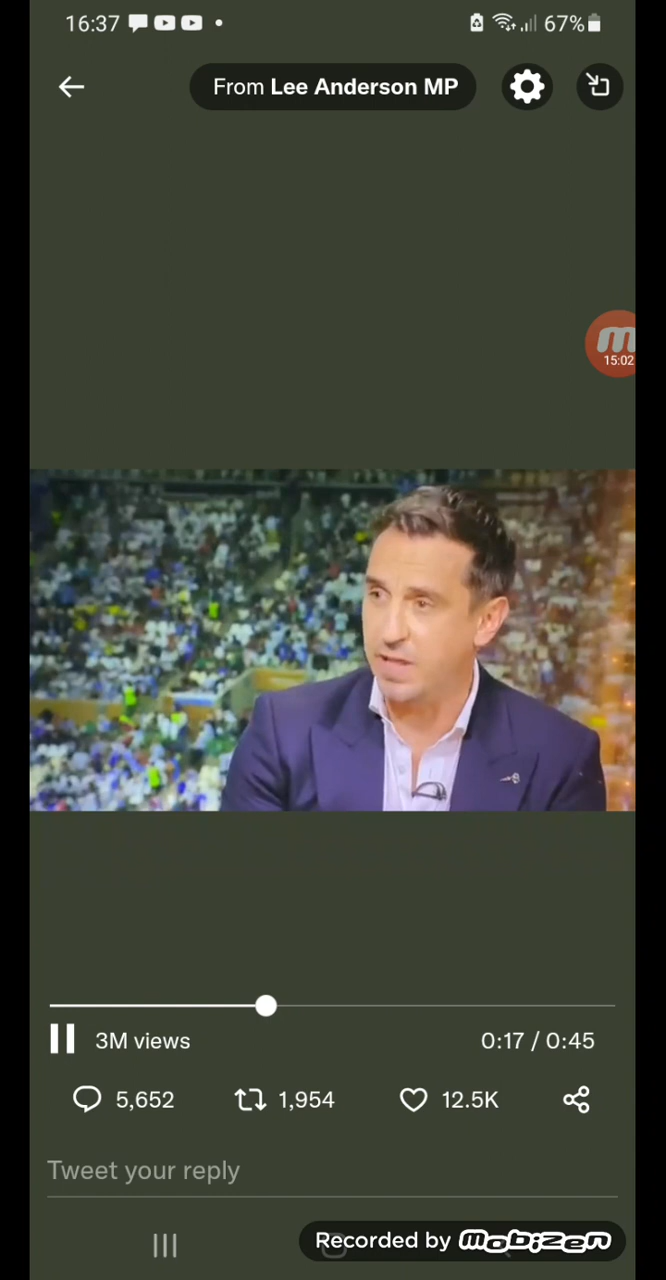 16:37
67%
From Lee Anderson MP
m
15:02
3M views
0:17 / 0:45
5,652
1,954
12.5K
Tweet your reply
Recorded by mobizen